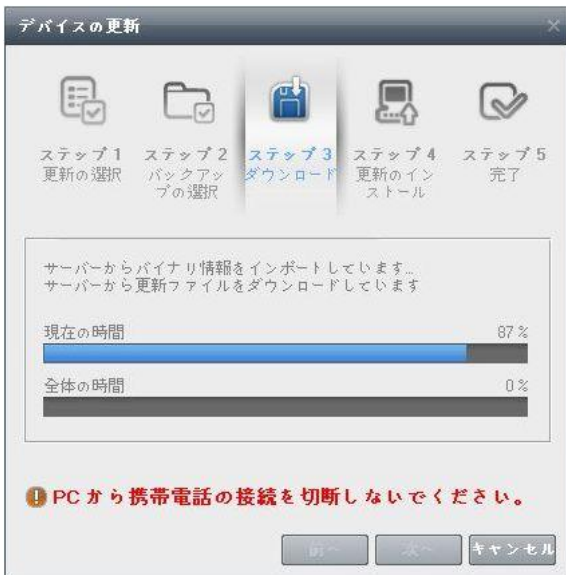 デバイスの更新
ステップ 1
更新の選択
ステップ 2
バックアッ
プの選択
ステップ 3
ダウンロード
ステップ 4
更新のイン
ストール
ステップ 5
完了
サーバーからバイナリ情報をインポートしています...
サーバーから更新ファイルをダウンロードしています
現在の時間 87 %
全体の時間 0 %
PC から携帯電話の接続を切断しないでください。
前へ 次へ キャンセル